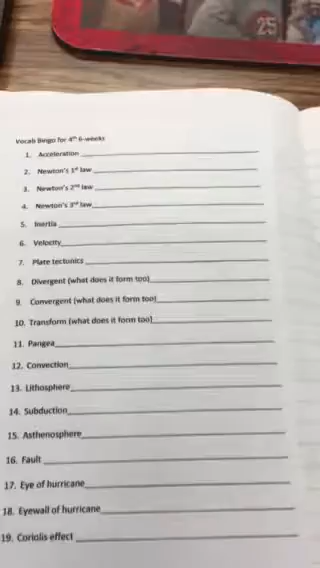 Vocab Bingo for 4th 6-weeks
1. Acceleration
2. Newton's 1st law
3. Newton's 2nd law
4. Newton's 3rd law
5. Inertia
6. Velocity
7. Plate tectonics
8. Divergent (what does it form too)
9. Convergent (what does it form too)
10. Transform (what does it form too)
11. Pangea
12. Convection
13. Lithosphere
14. Subduction
15. Asthenosphere
16. Fault
17. Eye of hurricane
18. Eyewall of hurricane
19. Coriolis effect
25